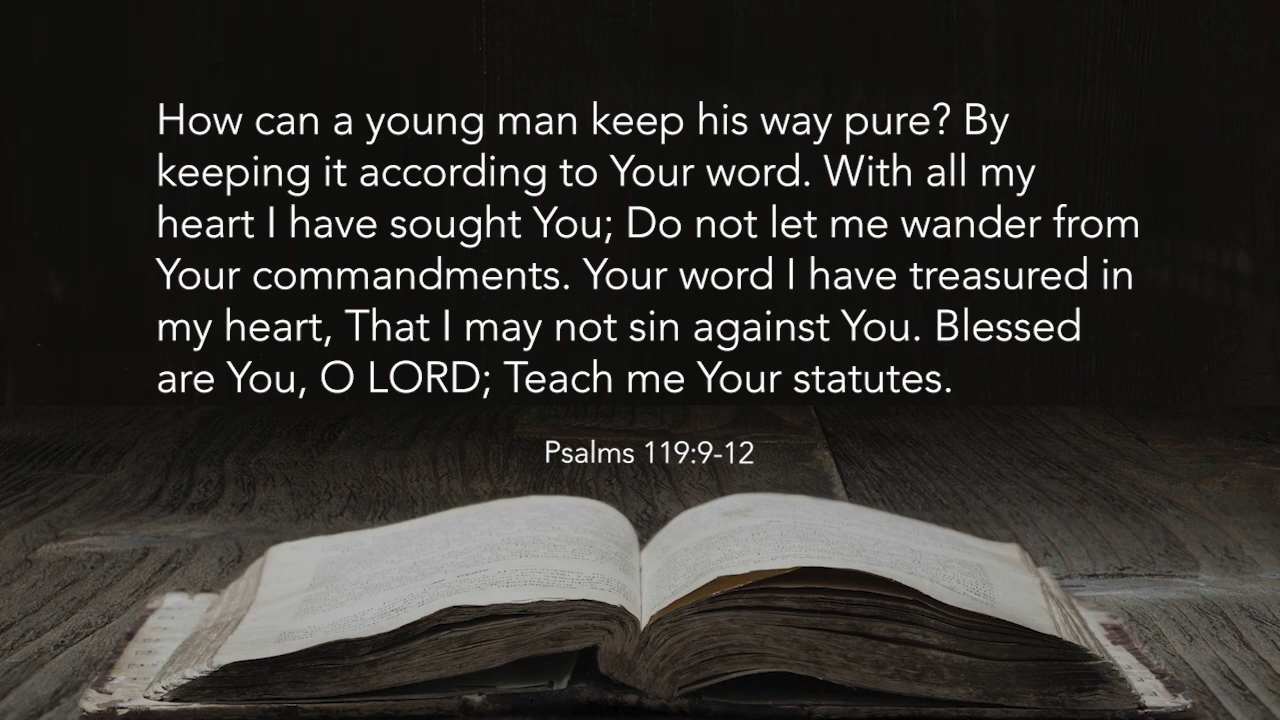 How can a young man keep his way pure? By
keeping it according to Your word. With all my
heart I have sought You; Do not let me wander from
Your commandments. Your word I have treasured in
my heart, That I may not sin against You. Blessed
are You, O LORD; Teach me Your statutes.
Psalms 119:9-12